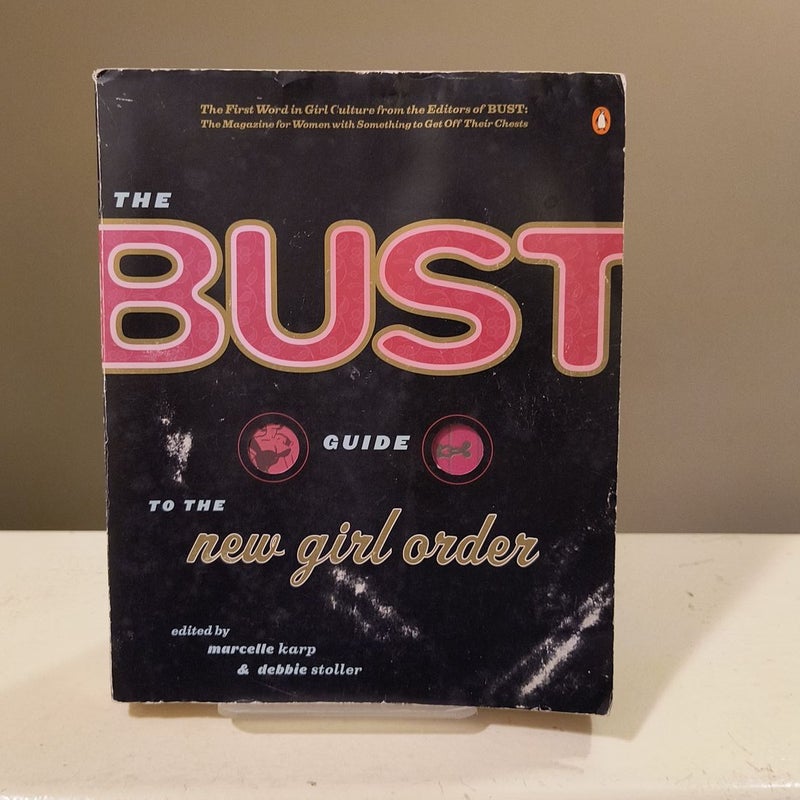 The First Word in Girl Culture from the Editors of BUST:
The Magazine for Women with Something to Get Off Their Chests
THE
BUST
GUIDE
TO THE
new girl order
edited by
marcelle karp
& debbie stoller